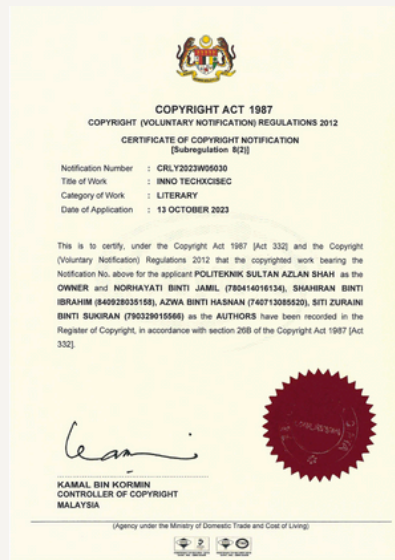 COPYRIGHT ACT 1987
COPYRIGHT (VOLUNTARY NOTIFICATION) REGULATIONS 2012
CERTIFICATE OF COPYRIGHT NOTIFICATION
[Subregulation 8(2)]
Notification Number : CRLY2023W05030
Title of Work : INNO TECHXCISEC
Category of Work : LITERARY
Date of Application : 13 OCTOBER 2023
This is to certify, under the Copyright Act 1987 [Act 332] and the Copyright
(Voluntary Notification) Regulations 2012 that the copyrighted work bearing the
Notification No. above for the applicant POLITEKNIK SULTAN AZLAN SHAH as the
OWNER and NORHAYATI BINTI JAMIL (780414016134), SHAHIRAN BINTI
IBRAHIM (840928035158), AZWA BINTI HASNAN (740713085520), SITI ZURAINI
BINTI SUKIRAN (790329015566) as the AUTHORS have been recorded in the
Register of Copyright, in accordance with section 26B of the Copyright Act 1987 [Act
332].
KAMAL BIN KORMIN
CONTROLLER OF COPYRIGHT
MALAYSIA
(Agency under the Ministry of Domestic Trade and Cost of Living)